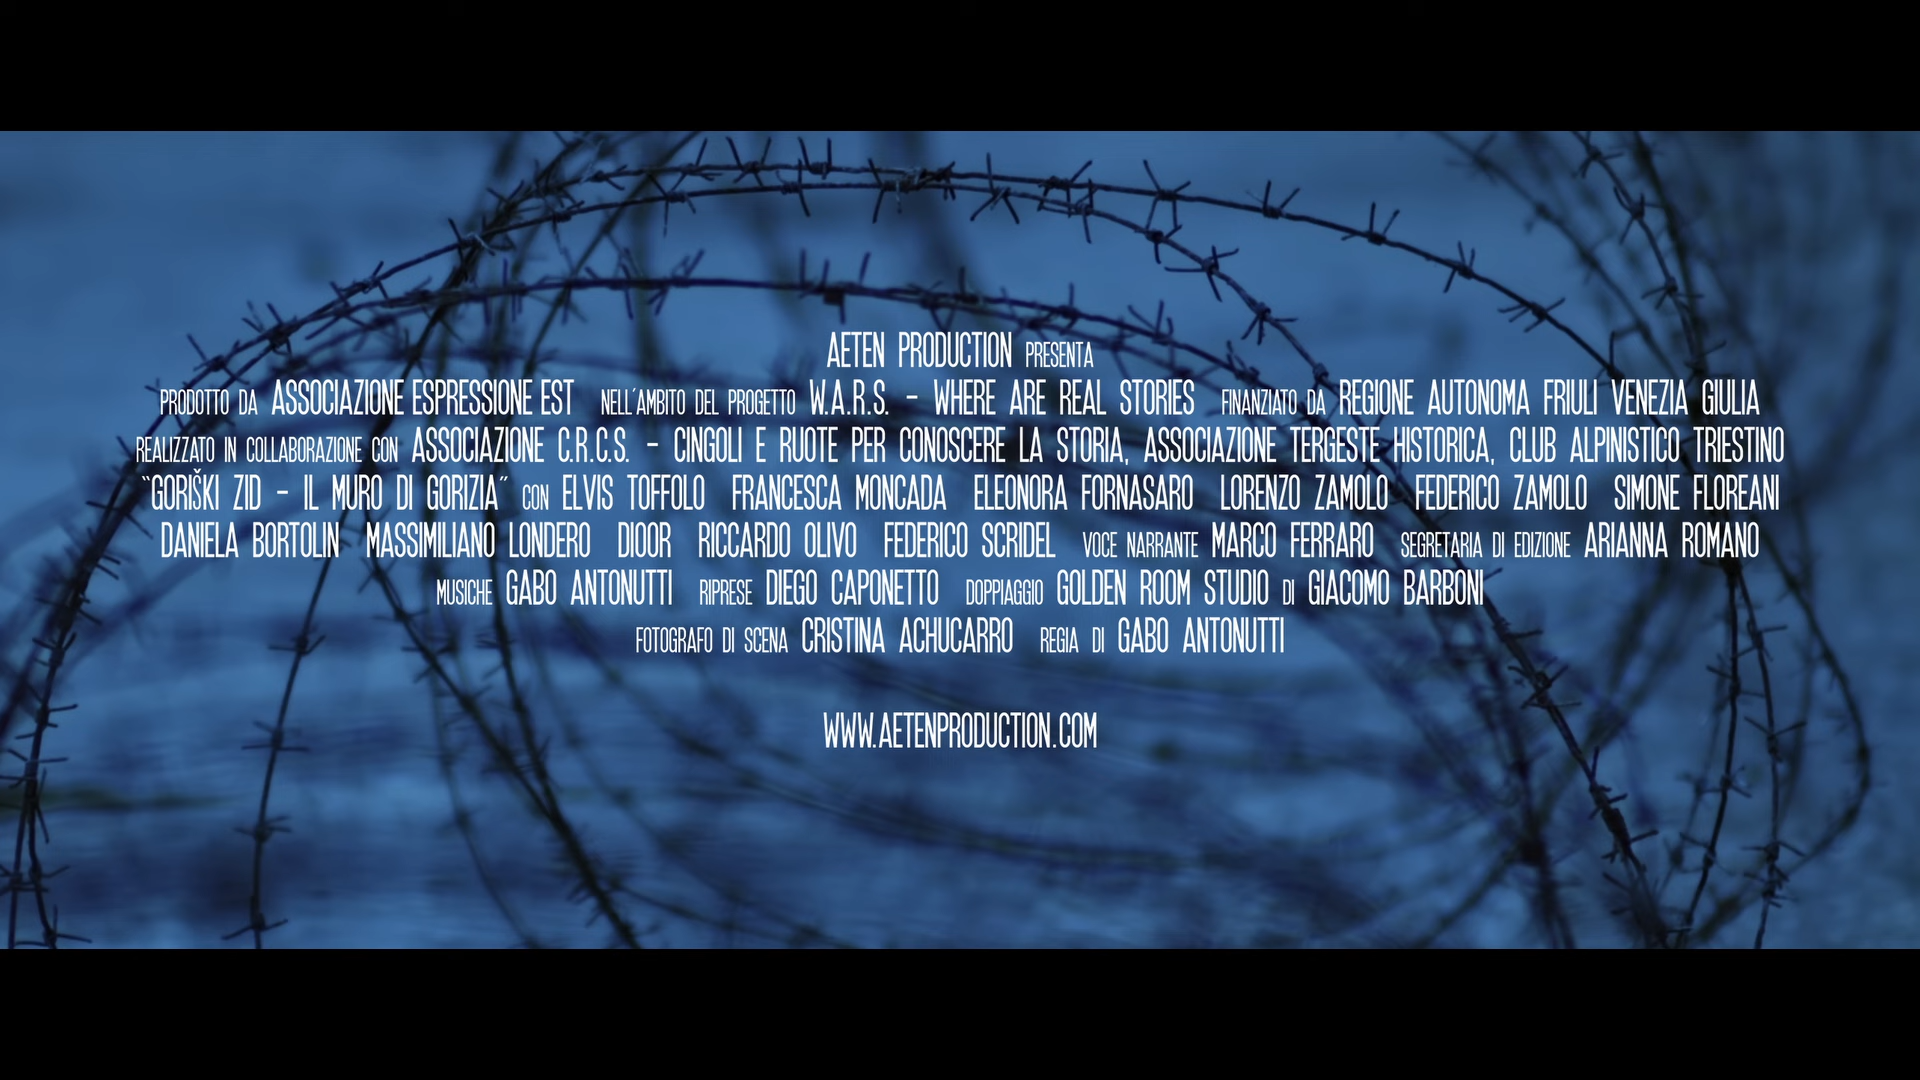 AETEN PRODUCTION PRESENTA
PRODOTTO DA ASSOCIAZIONE ESPRESSIONE EST NELL'AMBITO DEL PROGETTO W.A.R.S. - WHERE ARE REAL STORIES FINANZIATO DA REGIONE AUTONOMA FRIULI VENEZIA GIULIA
REALIZZATO IN COLLABORAZIONE CON ASSOCIAZIONE C.R.C.S. - CINGOLI E RUOTE PER CONOSCERE LA STORIA, ASSOCIAZIONE TERGESTE HISTORICA, CLUB ALPINISTICO TRIESTINO
"GORIŠKI ZID - IL MURO DI GORIZIA" CON ELVIS TOFFOLO FRANCESCA MONCADA ELEONORA FORNASARO LORENZO ZAMOLO FEDERICO ZAMOLO SIMONE FLOREANI
DANIELA BORTOLIN MASSIMILIANO LONDERO DIOOR RICCARDO OLIVO FEDERICO SCRIDEL VOCE NARRANTE MARCO FERRARO SEGRETARIA DI EDIZIONE ARIANNA ROMANO
MUSICHE GABO ANTONUTTI RIPRESE DIEGO CAPONETTO DOPPIAGGIO GOLDEN ROOM STUDIO DI GIACOMO BARBONI
FOTOGRAFO DI SCENA CRISTINA ACHUCARRO REGIA DI GABO ANTONUTTI
WWW.AETENPRODUCTION.COM